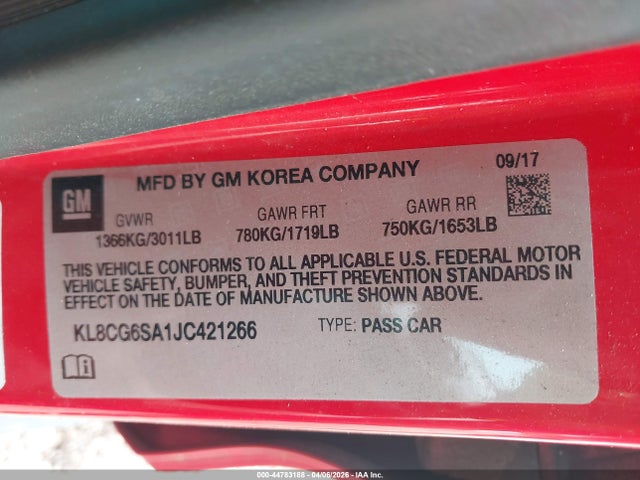 GM
MFD BY GM KOREA COMPANY
09/17
GVWR
GAWR FRT
GAWR RR
1366KG/3011LB
780KG/1719LB
750KG/1653LB
THIS VEHICLE CONFORMS TO ALL APPLICABLE U.S. FEDERAL MOTOR
VEHICLE SAFETY, BUMPER, AND THEFT PREVENTION STANDARDS IN
EFFECT ON THE DATE OF MANUFACTURE SHOWN ABOVE.
KL8CG6SA1JC421266
TYPE: PASS CAR
000-44783188 - 04/06/2026 - IAA Inc.